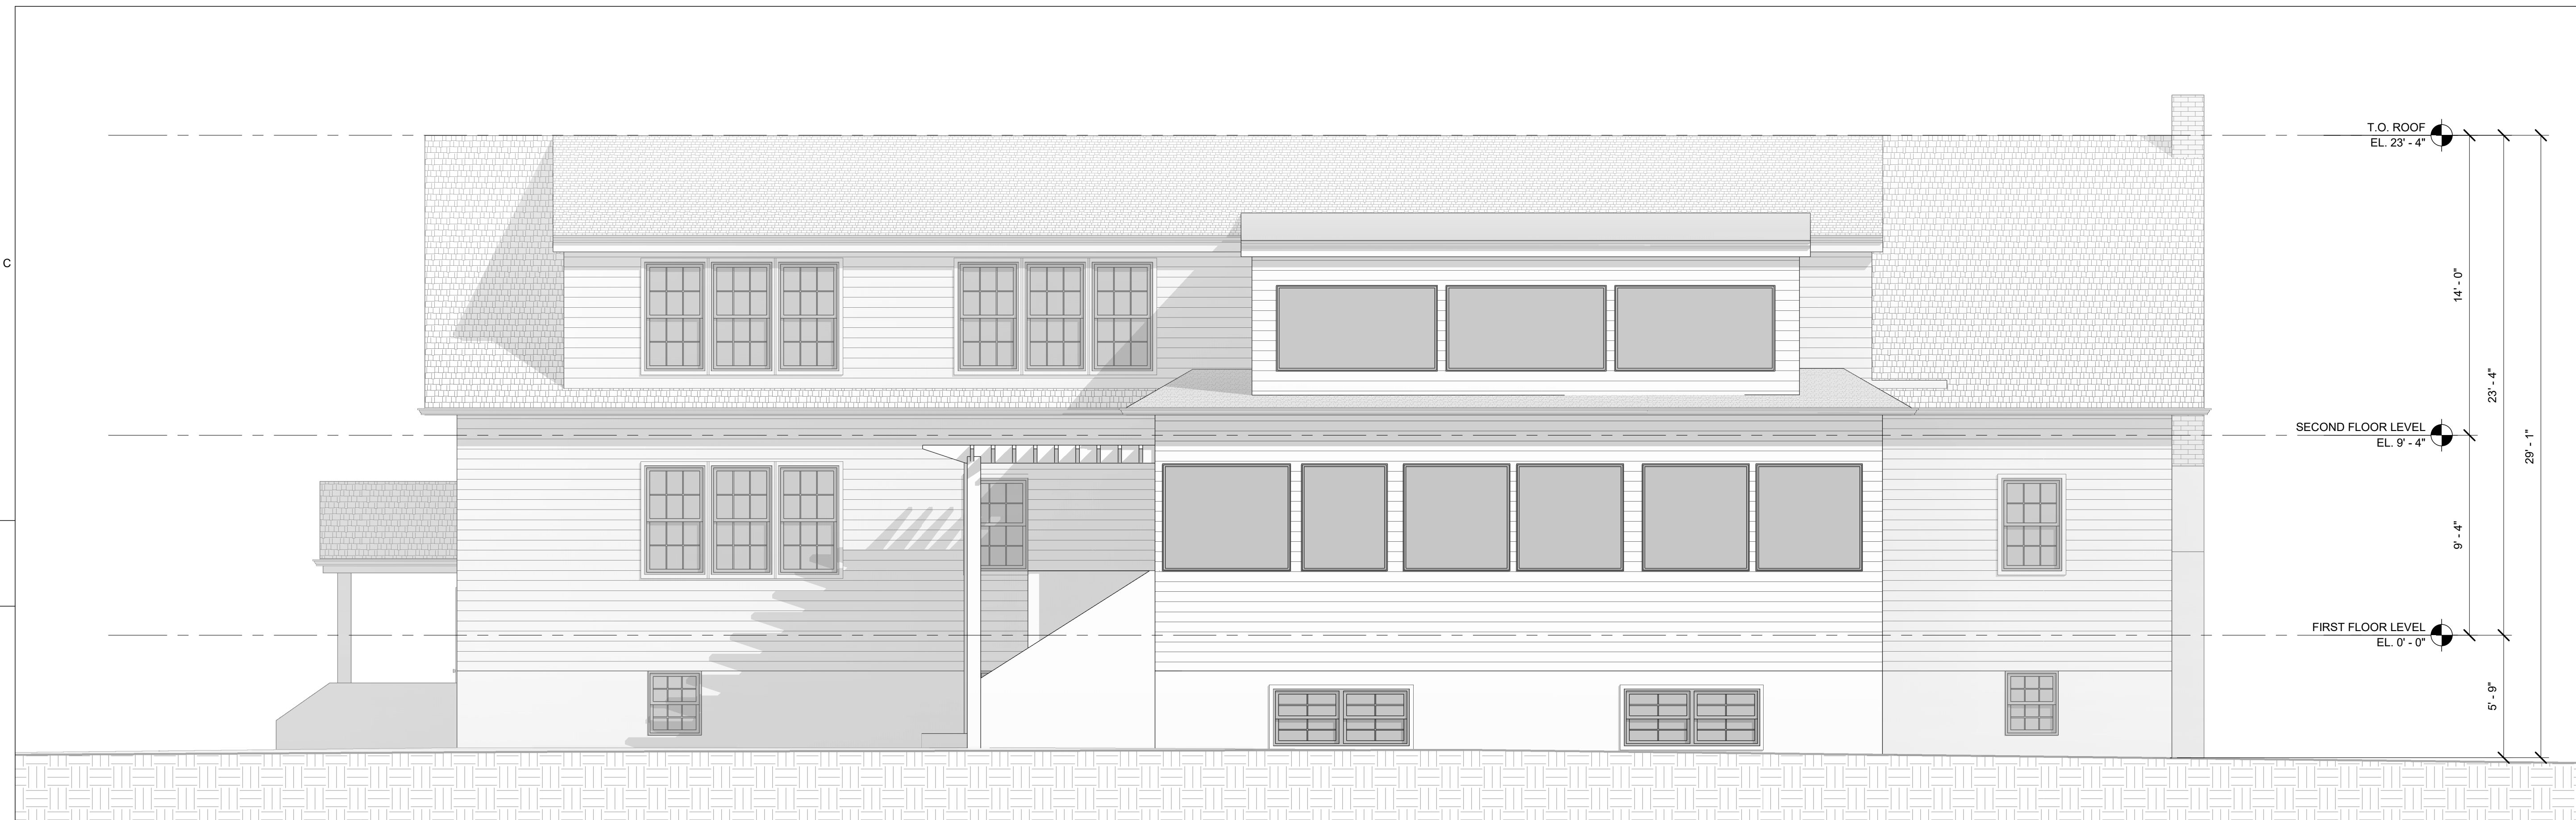 T.O. ROOF
EL. 23' - 4"
C
14' - 0"
23' - 4"
SECOND FLOOR LEVEL
EL. 9' - 4"
29' - 1"
9' - 4"
FIRST FLOOR LEVEL
EL. 0' - 0"
5' - 9"